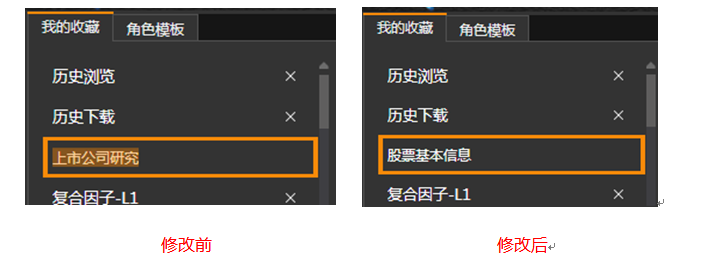 我的收藏 角色模板
历史浏览 ×
历史下载 ×
上市公司研究
复合因子-L1 ×
修改前
我的收藏 角色模板
历史浏览 ×
历史下载 ×
股票基本信息
复合因子-L1 ×
修改后